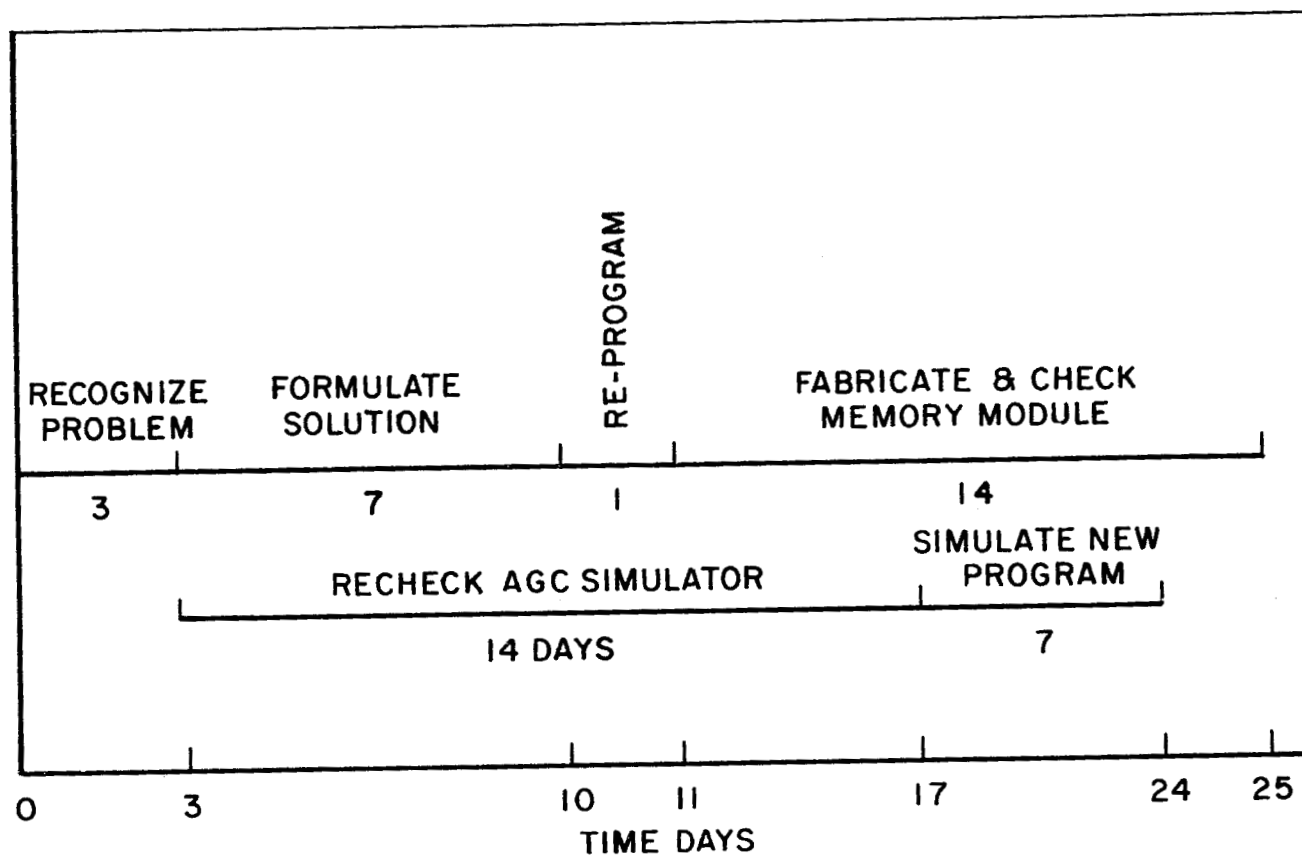 RE-PROGRAM
RECOGNIZE
PROBLEM
FORMULATE
SOLUTION
FABRICATE & CHECK
MEMORY MODULE
3
7
1
14
RECHECK AGC SIMULATOR
SIMULATE NEW
PROGRAM
14 DAYS
7
0
3
10
11
17
24
25
TIME DAYS